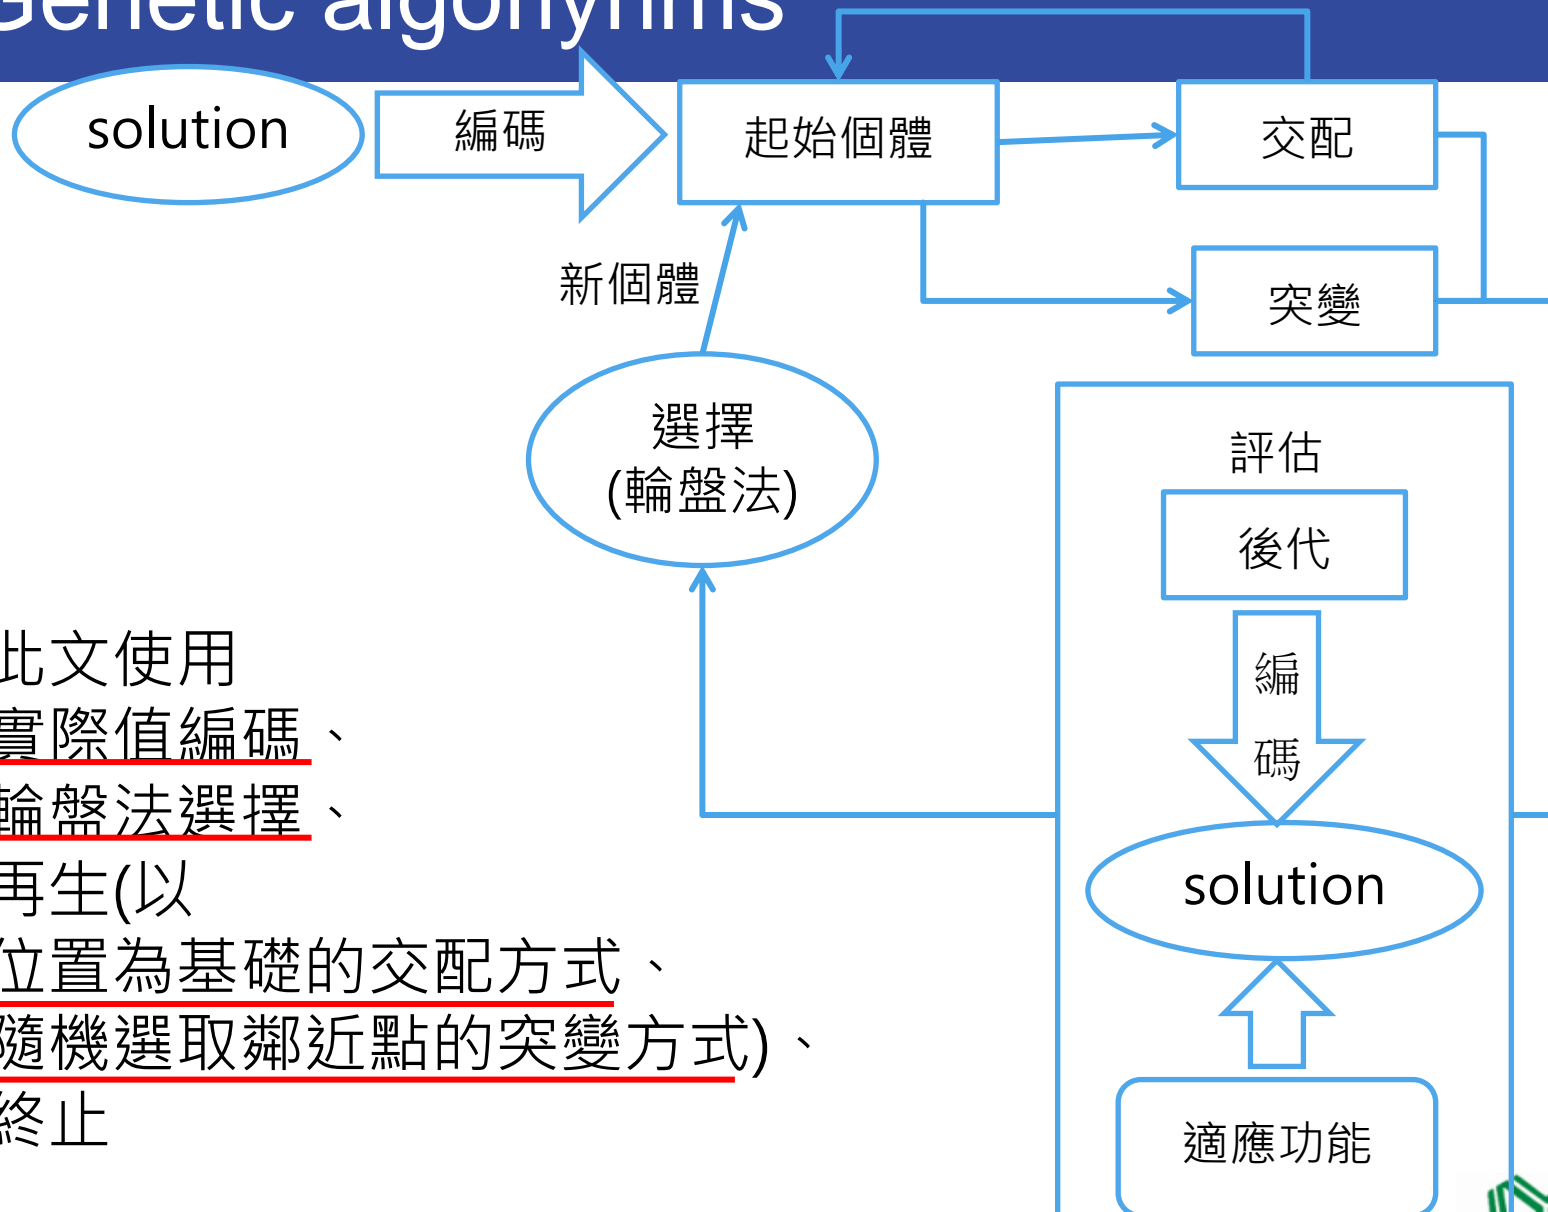 Genetic algorithms
solution
編碼
起始個體
交配
新個體
突變
選擇
(輪盤法)
評估
後代
編
碼
solution
適應功能
此文使用
實際值編碼、
輪盤法選擇、
再生(以
位置為基礎的交配方式、
隨機選取鄰近點的突變方式)、
終止